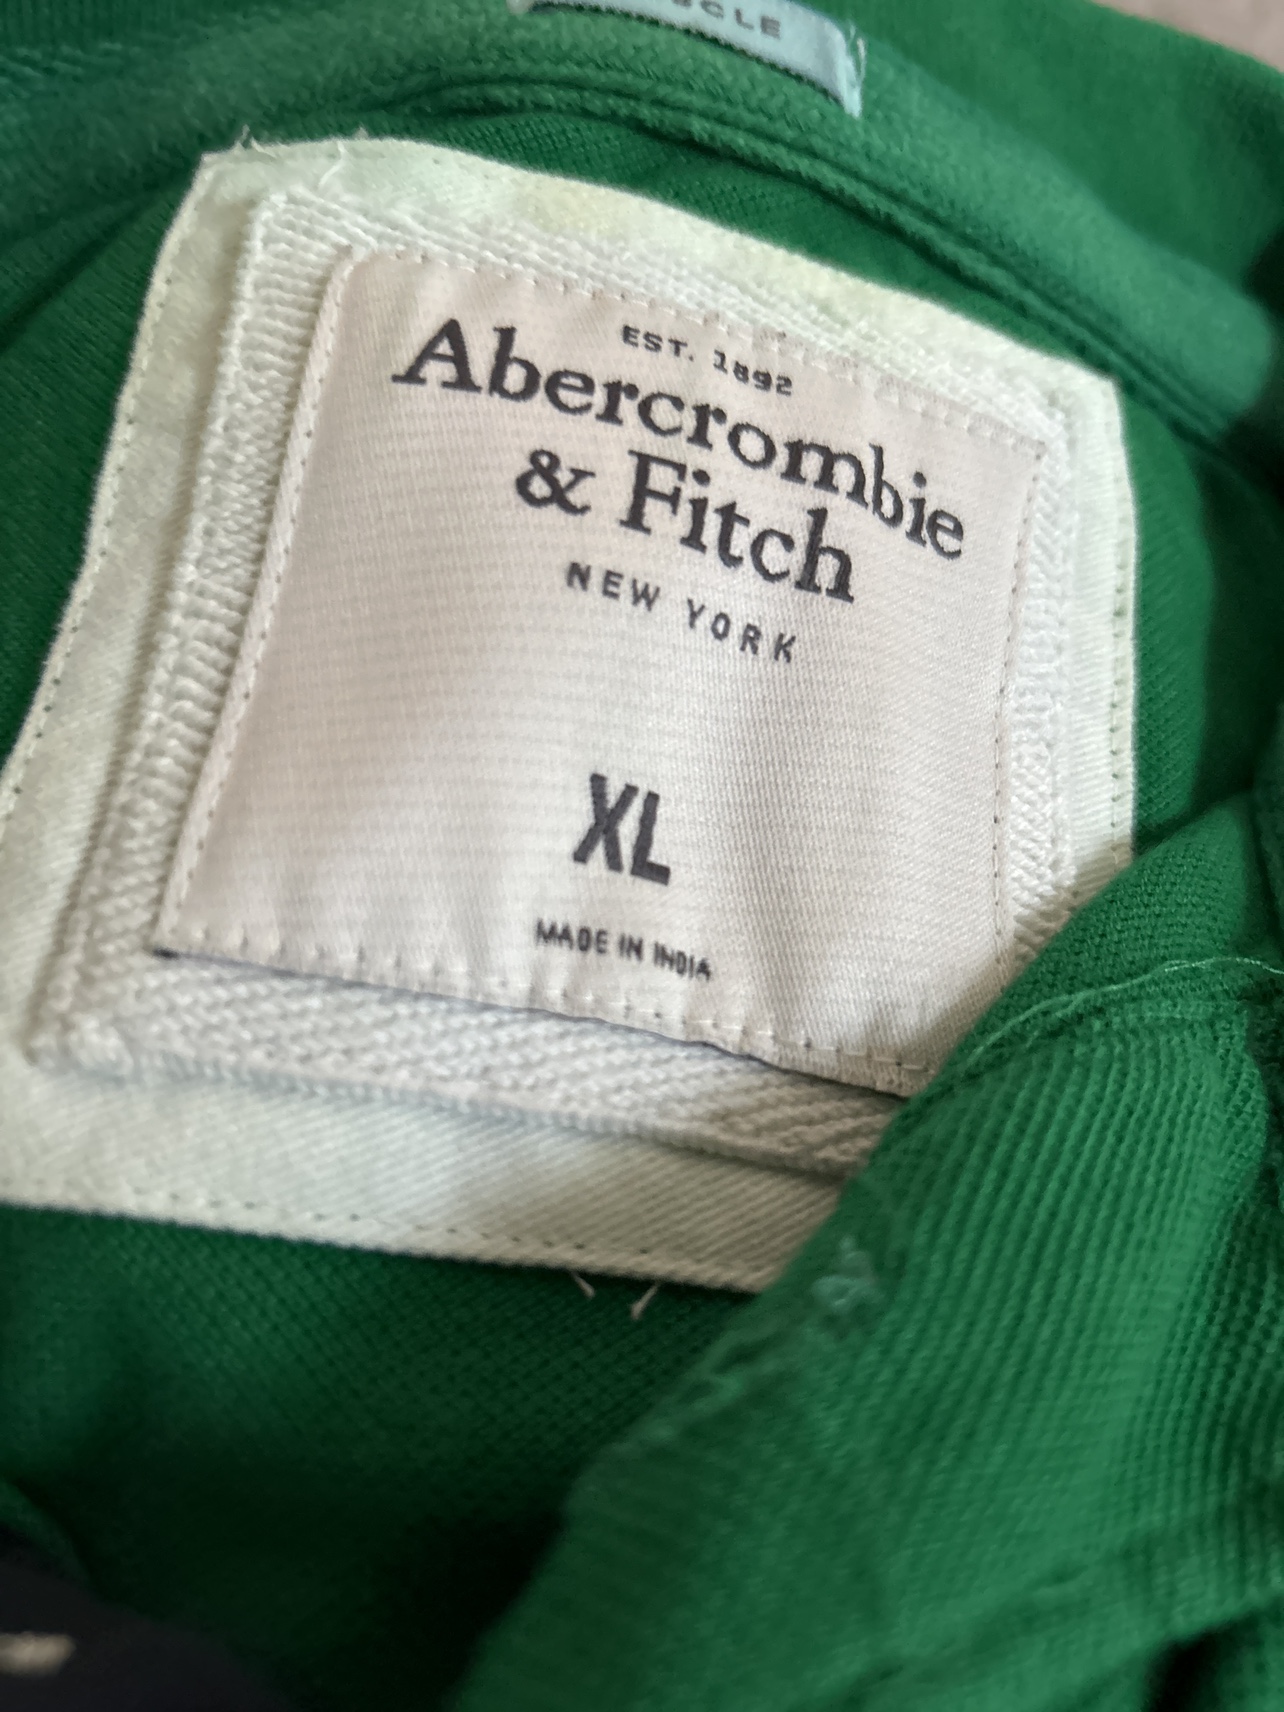 EST. 1892
Abercrombie
& Fitch
NEW YORK
XL
MADE IN INDIA